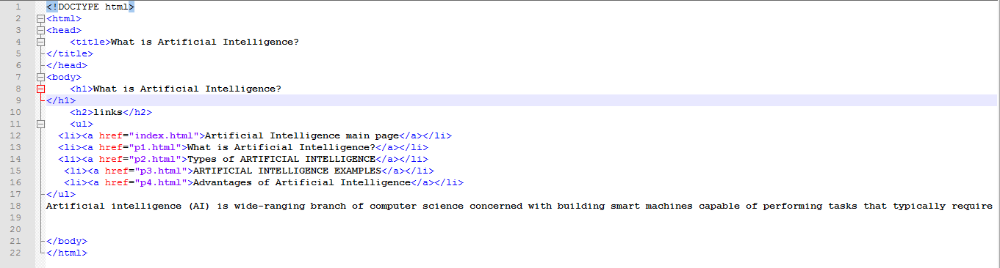 1 <!DOCTYPE html>
2 <html>
3 <head>
4 <title>What is Artificial Intelligence?
5 </title>
6 </head>
7 <body>
8 <h1>What is Artificial Intelligence?
9 </h1>
10 <h2>links</h2>
11 <ul>
12 <li><a href="index.html">Artificial Intelligence main page</a></li>
13 <li><a href="p1.html">What is Artificial Intelligence?</a></li>
14 <li><a href="p2.html">Types of ARTIFICIAL INTELLIGENCE</a></li>
15 <li><a href="p3.html">ARTIFICIAL INTELLIGENCE EXAMPLES</a></li>
16 <li><a href="p4.html">Advantages of Artificial Intelligence</a></li>
17 </ul>
18 Artificial intelligence (AI) is wide-ranging branch of computer science concerned with building smart machines capable of performing tasks that typically require
19
20
21 </body>
22 </html>